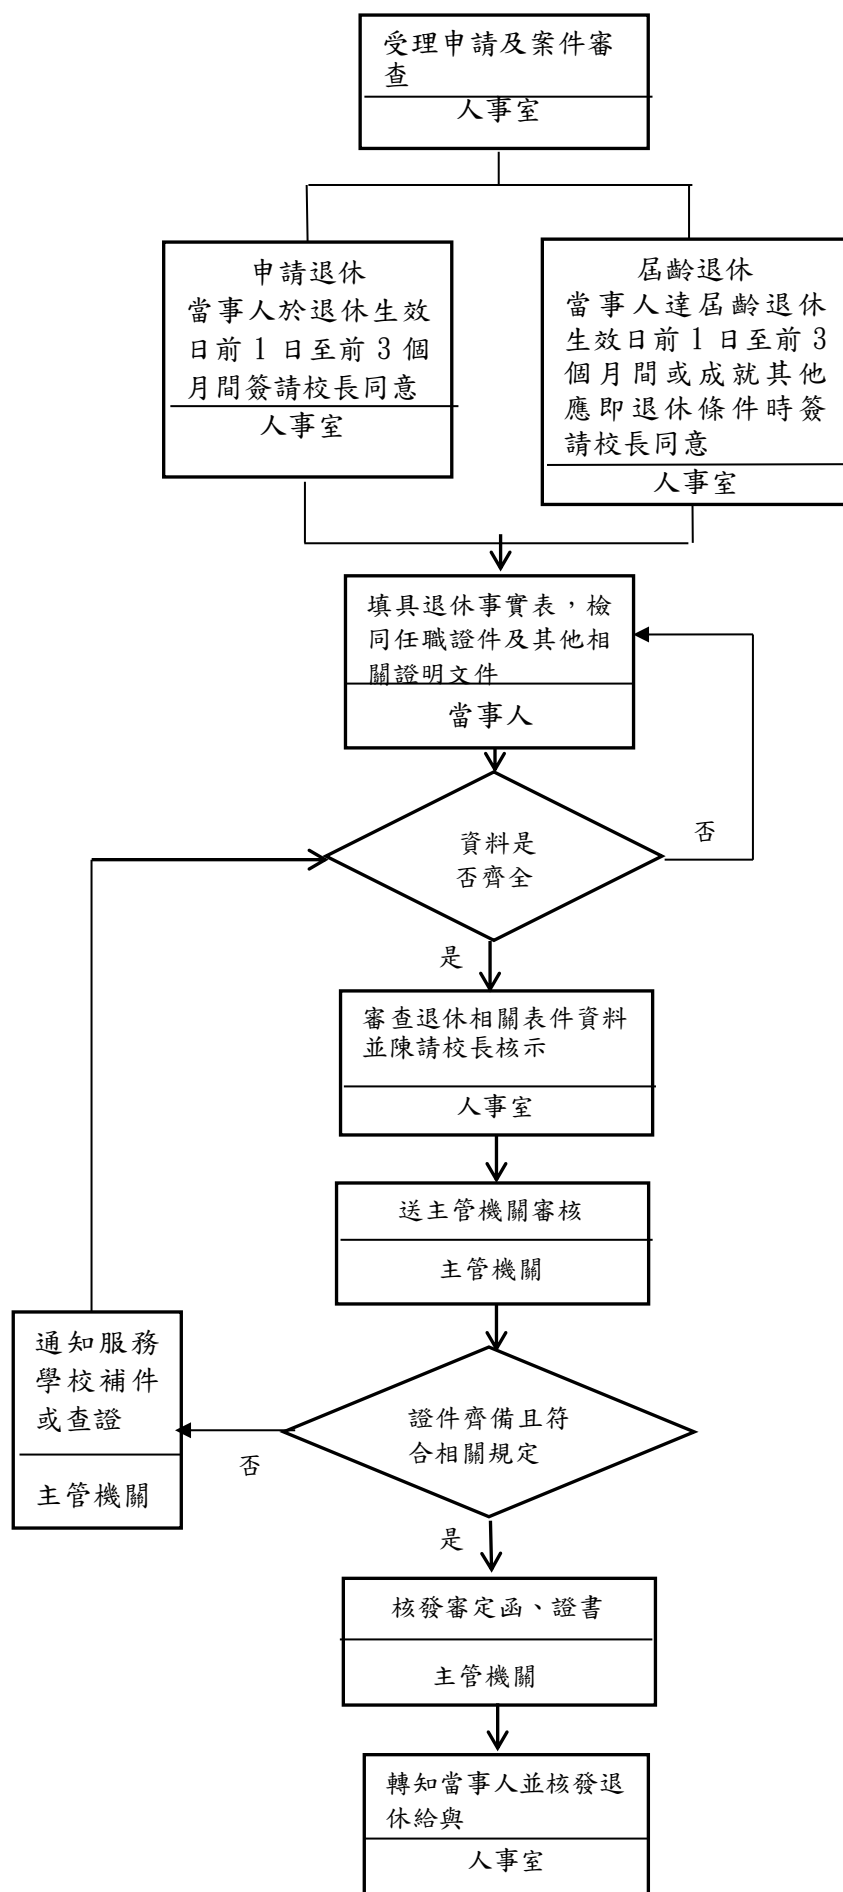 受理申請及案件審
查
人事室
申請退休
當事人於退休生效
日前1日至前3個
月間簽請校長同意
人事室
屆齡退休
當事人達屆齡退休
生效日前1日至前3
個月間或成就其他
應即退休條件時簽
請校長同意
人事室
填具退休事實表，檢
同任職證件及其他相
關證明文件
當事人
資料是
否齊全
否
是
審查退休相關表件資料
並陳請校長核示
人事室
送主管機關審核
主管機關
證件齊備且符
合相關規定
否
通知服務
學校補件
或查證
主管機關
是
核發審定函、證書
主管機關
轉知當事人並核發退
休給與
人事室